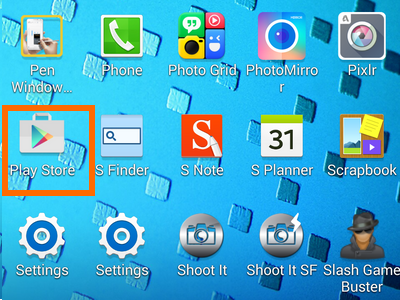 Pen Window... Phone Photo Grid PhotoMirror Pixlr
Play Store S Finder S Note S Planner Scrapbook
31
Settings Settings Shoot It Shoot It SF Slash Game Buster